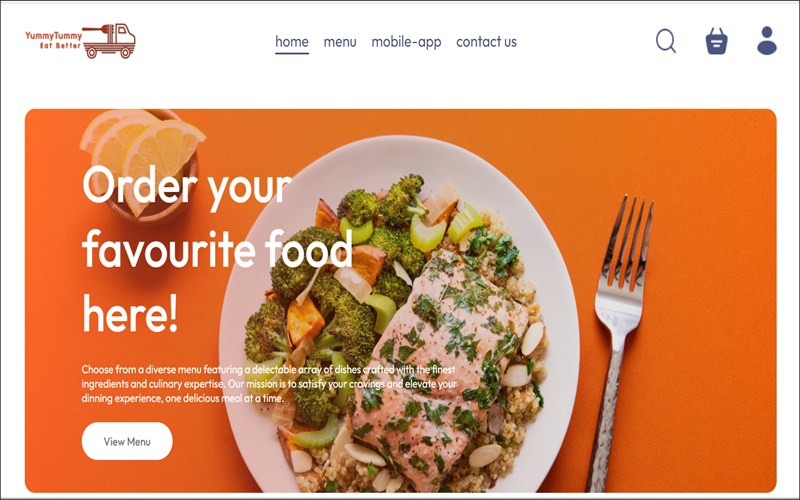 YummyTummy
Eat Better
home menu mobile-app contact us
Order your
favourite food
here!
Choose from a diverse menu featuring a delectable array of dishes crafted with the finest
ingredients and culinary expertise. Our mission is to satisfy your cravings and elevate your
dinning experience, one delicious meal at a time.
View Menu